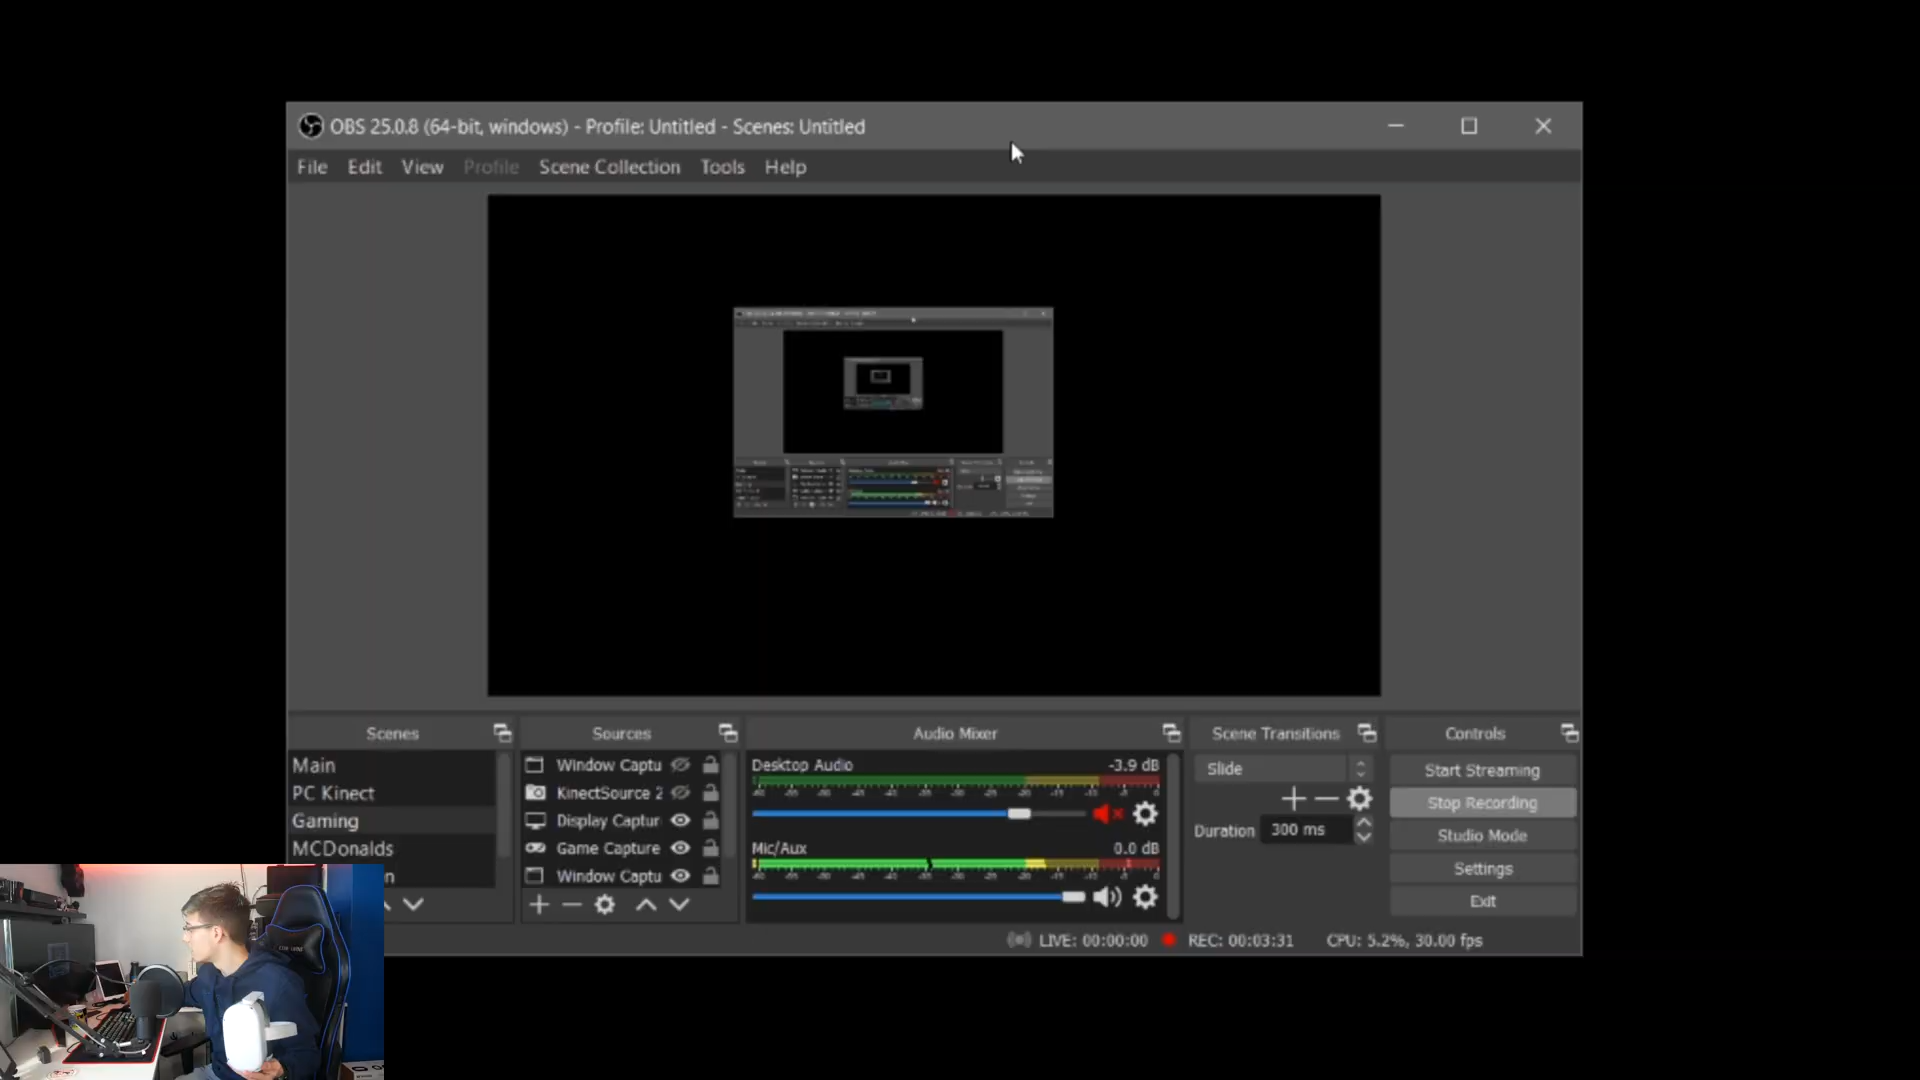 OBS 25.0.8 (64-bit, windows) - Profile: Untitled - Scenes: Untitled
File Edit View Profile Scene Collection Tools Help
Scenes
Main
PC Kinect
Gaming
MCDonalds
Sources
Window Captu
KinectSource 2
Display Captur
Game Capture
Window Captu
Audio Mixer
Desktop Audio -3.9 dB
Mic/Aux 0.0 dB
Scene Transitions
Slide
Duration 300 ms
Controls
Start Streaming
Stop Recording
Studio Mode
Settings
Exit
LIVE: 00:00:00 REC: 00:03:31 CPU: 5.2%, 30.00 fps